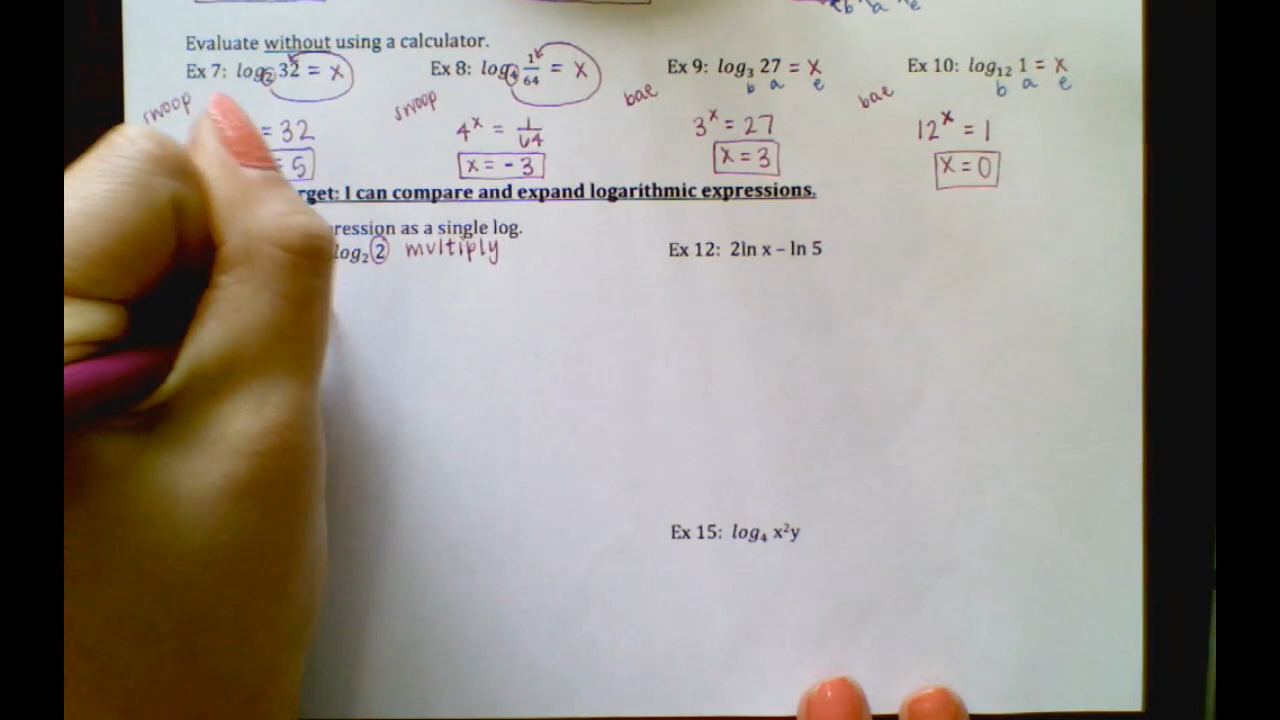 b a e
Evaluate without using a calculator.
Ex 7: log₂ 32 = x
Ex 8: log₄ 1/64 = x
Ex 9: log₃ 27 = x
Ex 10: log₁₂ 1 = x
b a e
b a e
swoop
swoop
bae
bae
= 32
4ˣ = 1/64
3ˣ = 27
12ˣ = 1
= 5
x = -3
x = 3
x = 0
rget: I can compare and expand logarithmic expressions.
ression as a single log.
log₂ 2 multiply
Ex 12: 2ln x – ln 5
Ex 15: log₄ x²y